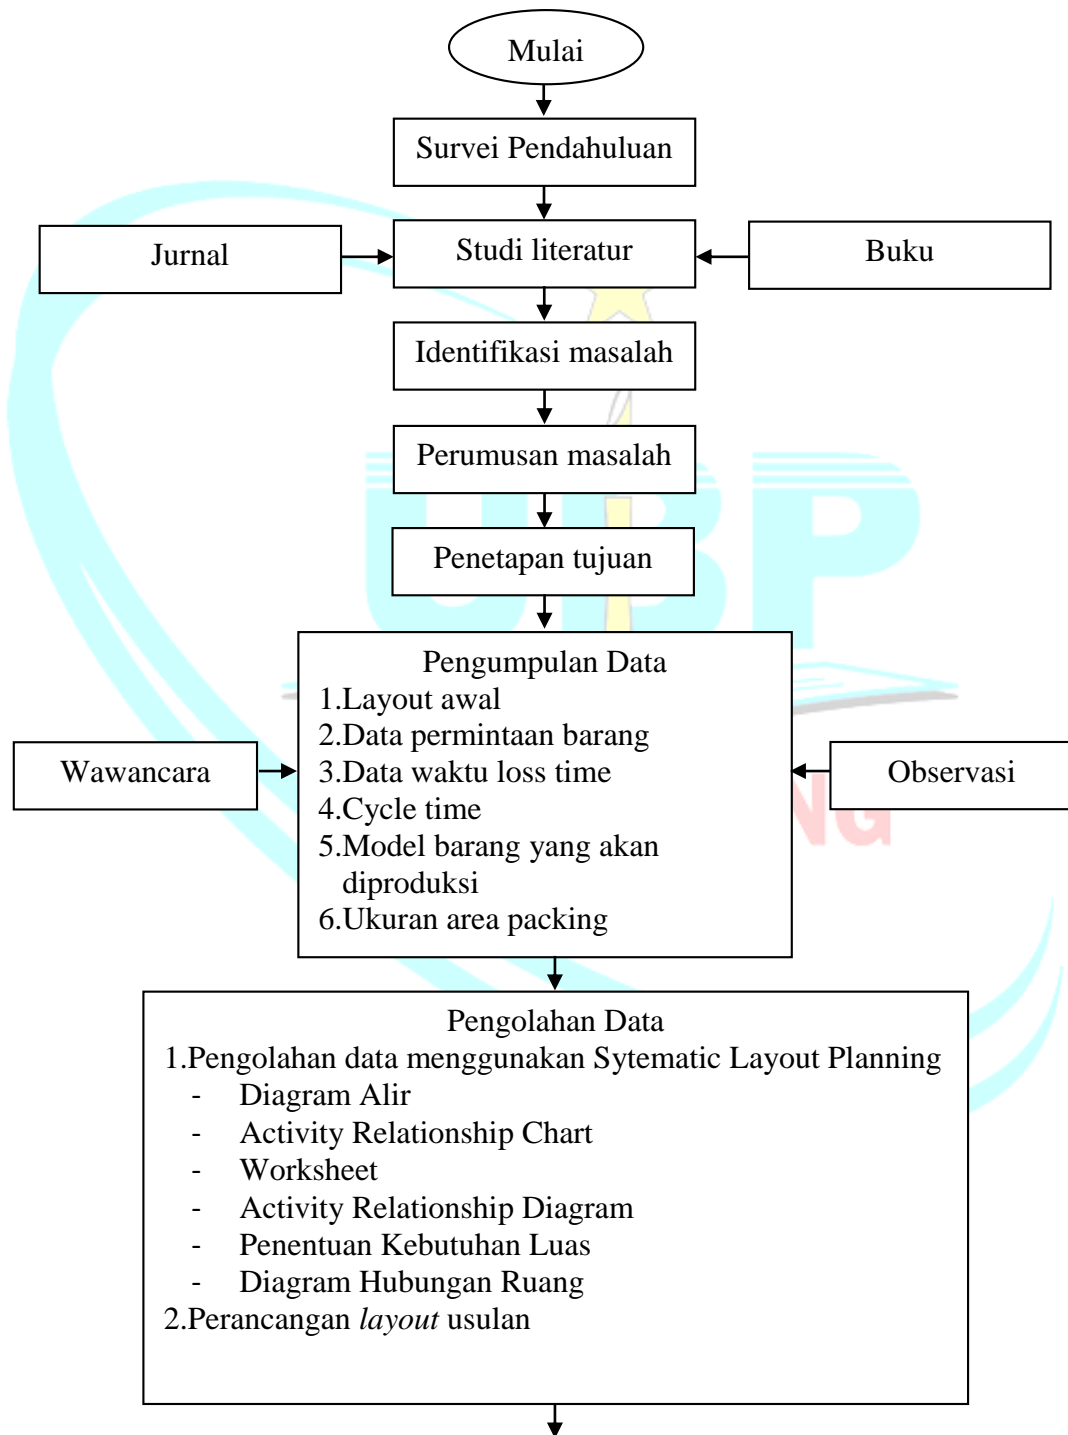 Mulai
Survei Pendahuluan
Jurnal
Studi literatur
Buku
Identifikasi masalah
Perumusan masalah
UBP
Penetapan tujuan
Pengumpulan Data
1.Layout awal
2.Data permintaan barang
Wawancara
3.Data waktu loss time
Observasi
4.Cycle time
5.Model barang yang akan
diproduksi
6.Ukuran area packing
NG
Pengolahan Data
1.Pengolahan data menggunakan Sytematic Layout Planning
- Diagram Alir
- Activity Relationship Chart
- Worksheet
- Activity Relationship Diagram
- Penentuan Kebutuhan Luas
- Diagram Hubungan Ruang
2.Perancangan layout usulan